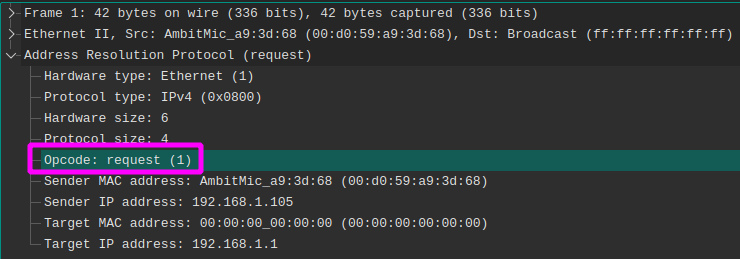 Frame 1: 42 bytes on wire (336 bits), 42 bytes captured (336 bits)
Ethernet II, Src: AmbitMic_a9:3d:68 (00:d0:59:a9:3d:68), Dst: Broadcast (ff:ff:ff:ff:ff:ff)
Address Resolution Protocol (request)
Hardware type: Ethernet (1)
Protocol type: IPv4 (0x0800)
Hardware size: 6
Protocol size: 4
Opcode: request (1)
Sender MAC address: AmbitMic_a9:3d:68 (00:d0:59:a9:3d:68)
Sender IP address: 192.168.1.105
Target MAC address: 00:00:00_00:00:00 (00:00:00:00:00:00)
Target IP address: 192.168.1.1